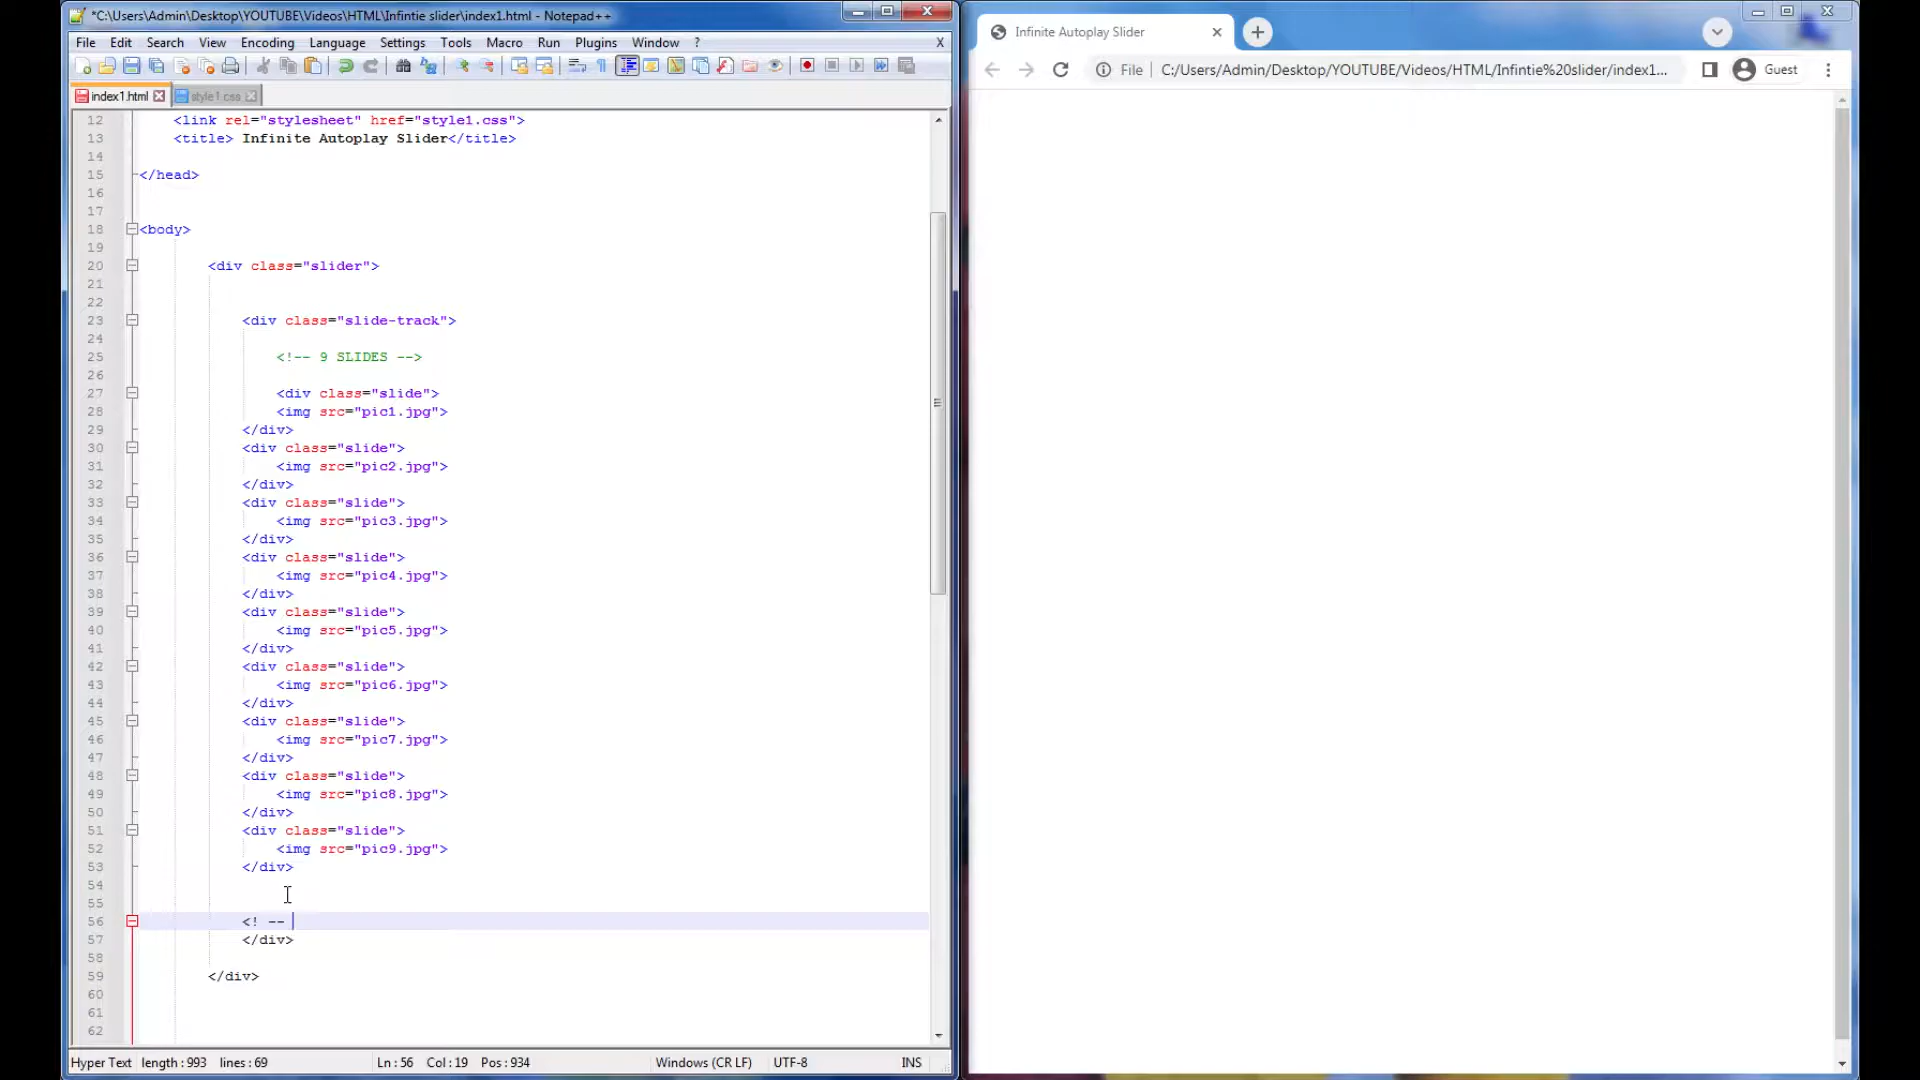 *C:\Users\Admin\Desktop\YOUTUBE\Videos\HTML\Infintie slider\index1.html - Notepad++
File Edit Search View Encoding Language Settings Tools Macro Run Plugins Window ? X
index1.html style1.css
12 <link rel="stylesheet" href="style1.css">
13 <title> Infinite Autoplay Slider</title>
14
15 </head>
16
17
18 <body>
19
20 <div class="slider">
21
22
23 <div class="slide-track">
24
25 <!-- 9 SLIDES -->
26
27 <div class="slide">
28 <img src="pic1.jpg">
29 </div>
30 <div class="slide">
31 <img src="pic2.jpg">
32 </div>
33 <div class="slide">
34 <img src="pic3.jpg">
35 </div>
36 <div class="slide">
37 <img src="pic4.jpg">
38 </div>
39 <div class="slide">
40 <img src="pic5.jpg">
41 </div>
42 <div class="slide">
43 <img src="pic6.jpg">
44 </div>
45 <div class="slide">
46 <img src="pic7.jpg">
47 </div>
48 <div class="slide">
49 <img src="pic8.jpg">
50 </div>
51 <div class="slide">
52 <img src="pic9.jpg">
53 </div>
54
55
56 <! --
57 </div>
58
59 </div>
60
61
62
Hyper Text length : 993 lines : 69 Ln : 56 Col : 19 Pos : 934 Windows (CR LF) UTF-8 INS
Infinite Autoplay Slider
File C:/Users/Admin/Desktop/YOUTUBE/Videos/HTML/Infintie%20slider/index1... Guest